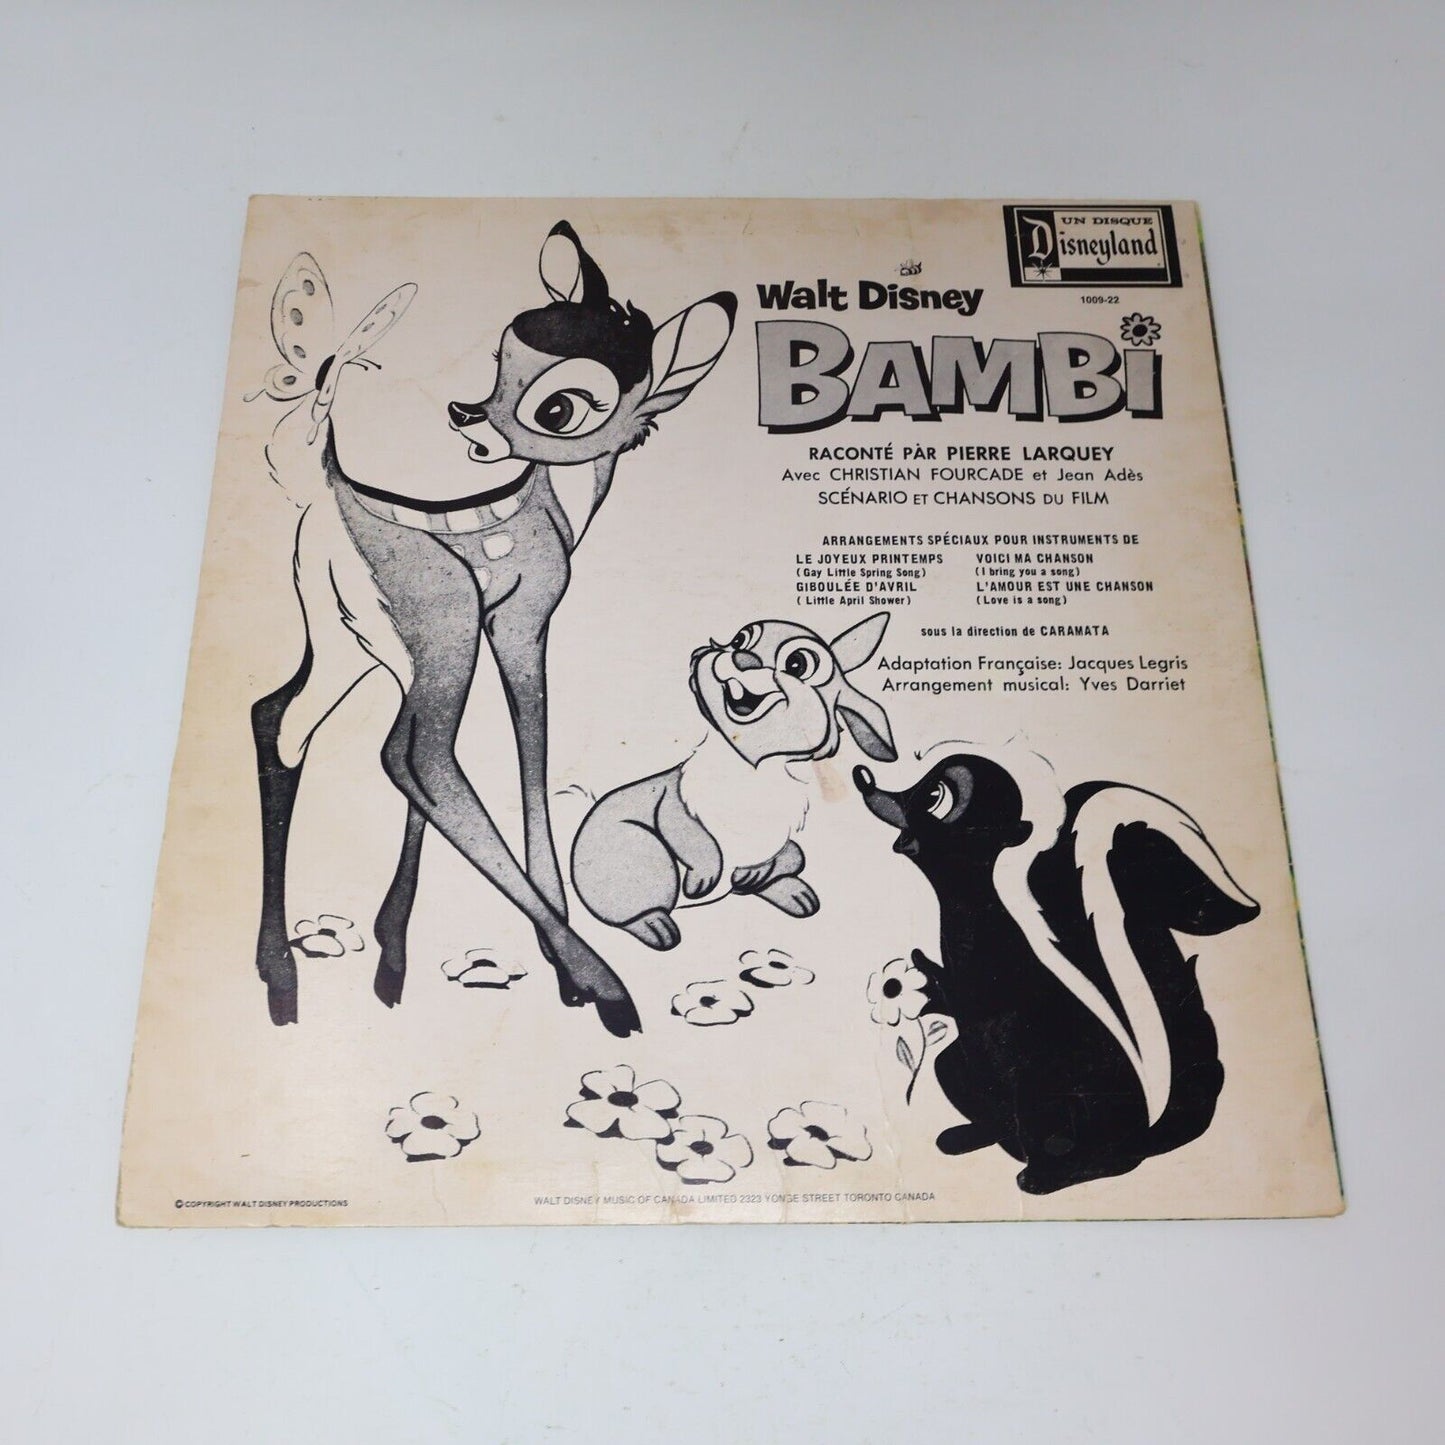 UN DISQUE
Disneyland
1009-22
Walt Disney
BAMBi
RACONTÉ PÀR PIERRE LARQUEY
Avec CHRISTIAN FOURCADE et Jean Adès
SCÉNARIO ET CHANSONS DU FILM
ARRANGEMENTS SPÉCIAUX POUR INSTRUMENTS DE
LE JOYEUX PRINTEMPS
(Gay Little Spring Song)
GIBOULÉE D'AVRIL
(Little April Shower)
VOICI MA CHANSON
(I bring you a song)
L'AMOUR EST UNE CHANSON
(Love is a song)
sous la direction de CARAMATA
Adaptation Française: Jacques Legris
Arrangement musical: Yves Darriet
© COPYRIGHT WALT DISNEY PRODUCTIONS
WALT DISNEY MUSIC OF CANADA LIMITED 2323 YONGE STREET TORONTO CANADA